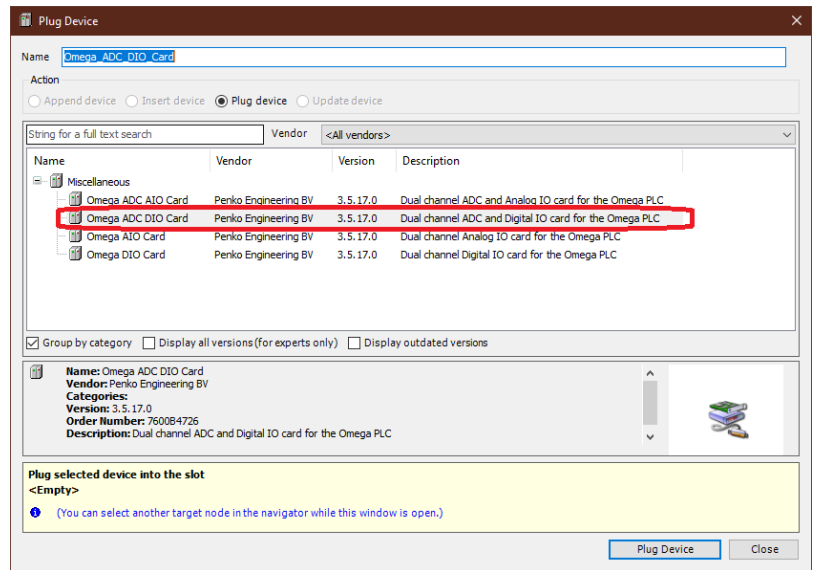 Plug Device
Name Omega_ADC_DIO_Card
Action
Append device Insert device Plug device Update device
String for a full text search Vendor <All vendors>
Name Vendor Version Description
Miscellaneous
Omega ADC AIO Card Penko Engineering BV 3.5.17.0 Dual channel ADC and Analog IO card for the Omega PLC
Omega ADC DIO Card Penko Engineering BV 3.5.17.0 Dual channel ADC and Digital IO card for the Omega PLC
Omega AIO Card Penko Engineering BV 3.5.17.0 Dual channel Analog IO card for the Omega PLC
Omega DIO Card Penko Engineering BV 3.5.17.0 Dual channel Digital IO card for the Omega PLC
Group by category Display all versions (for experts only) Display outdated versions
Name: Omega ADC DIO Card
Vendor: Penko Engineering BV
Categories:
Version: 3.5.17.0
Order Number: 7600B4726
Description: Dual channel ADC and Digital IO card for the Omega PLC
Plug selected device into the slot
<Empty>
(You can select another target node in the navigator while this window is open.)
Plug Device Close